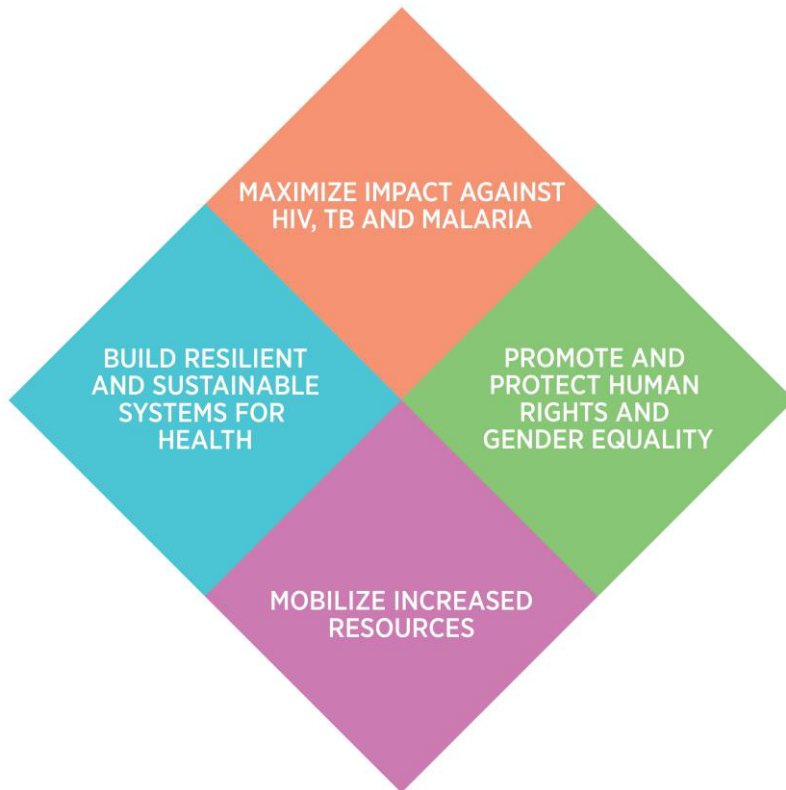 MAXIMIZE IMPACT AGAINST
HIV, TB AND MALARIA
BUILD RESILIENT
AND SUSTAINABLE
SYSTEMS FOR
HEALTH
PROMOTE AND
PROTECT HUMAN
RIGHTS AND
GENDER EQUALITY
MOBILIZE INCREASED
RESOURCES